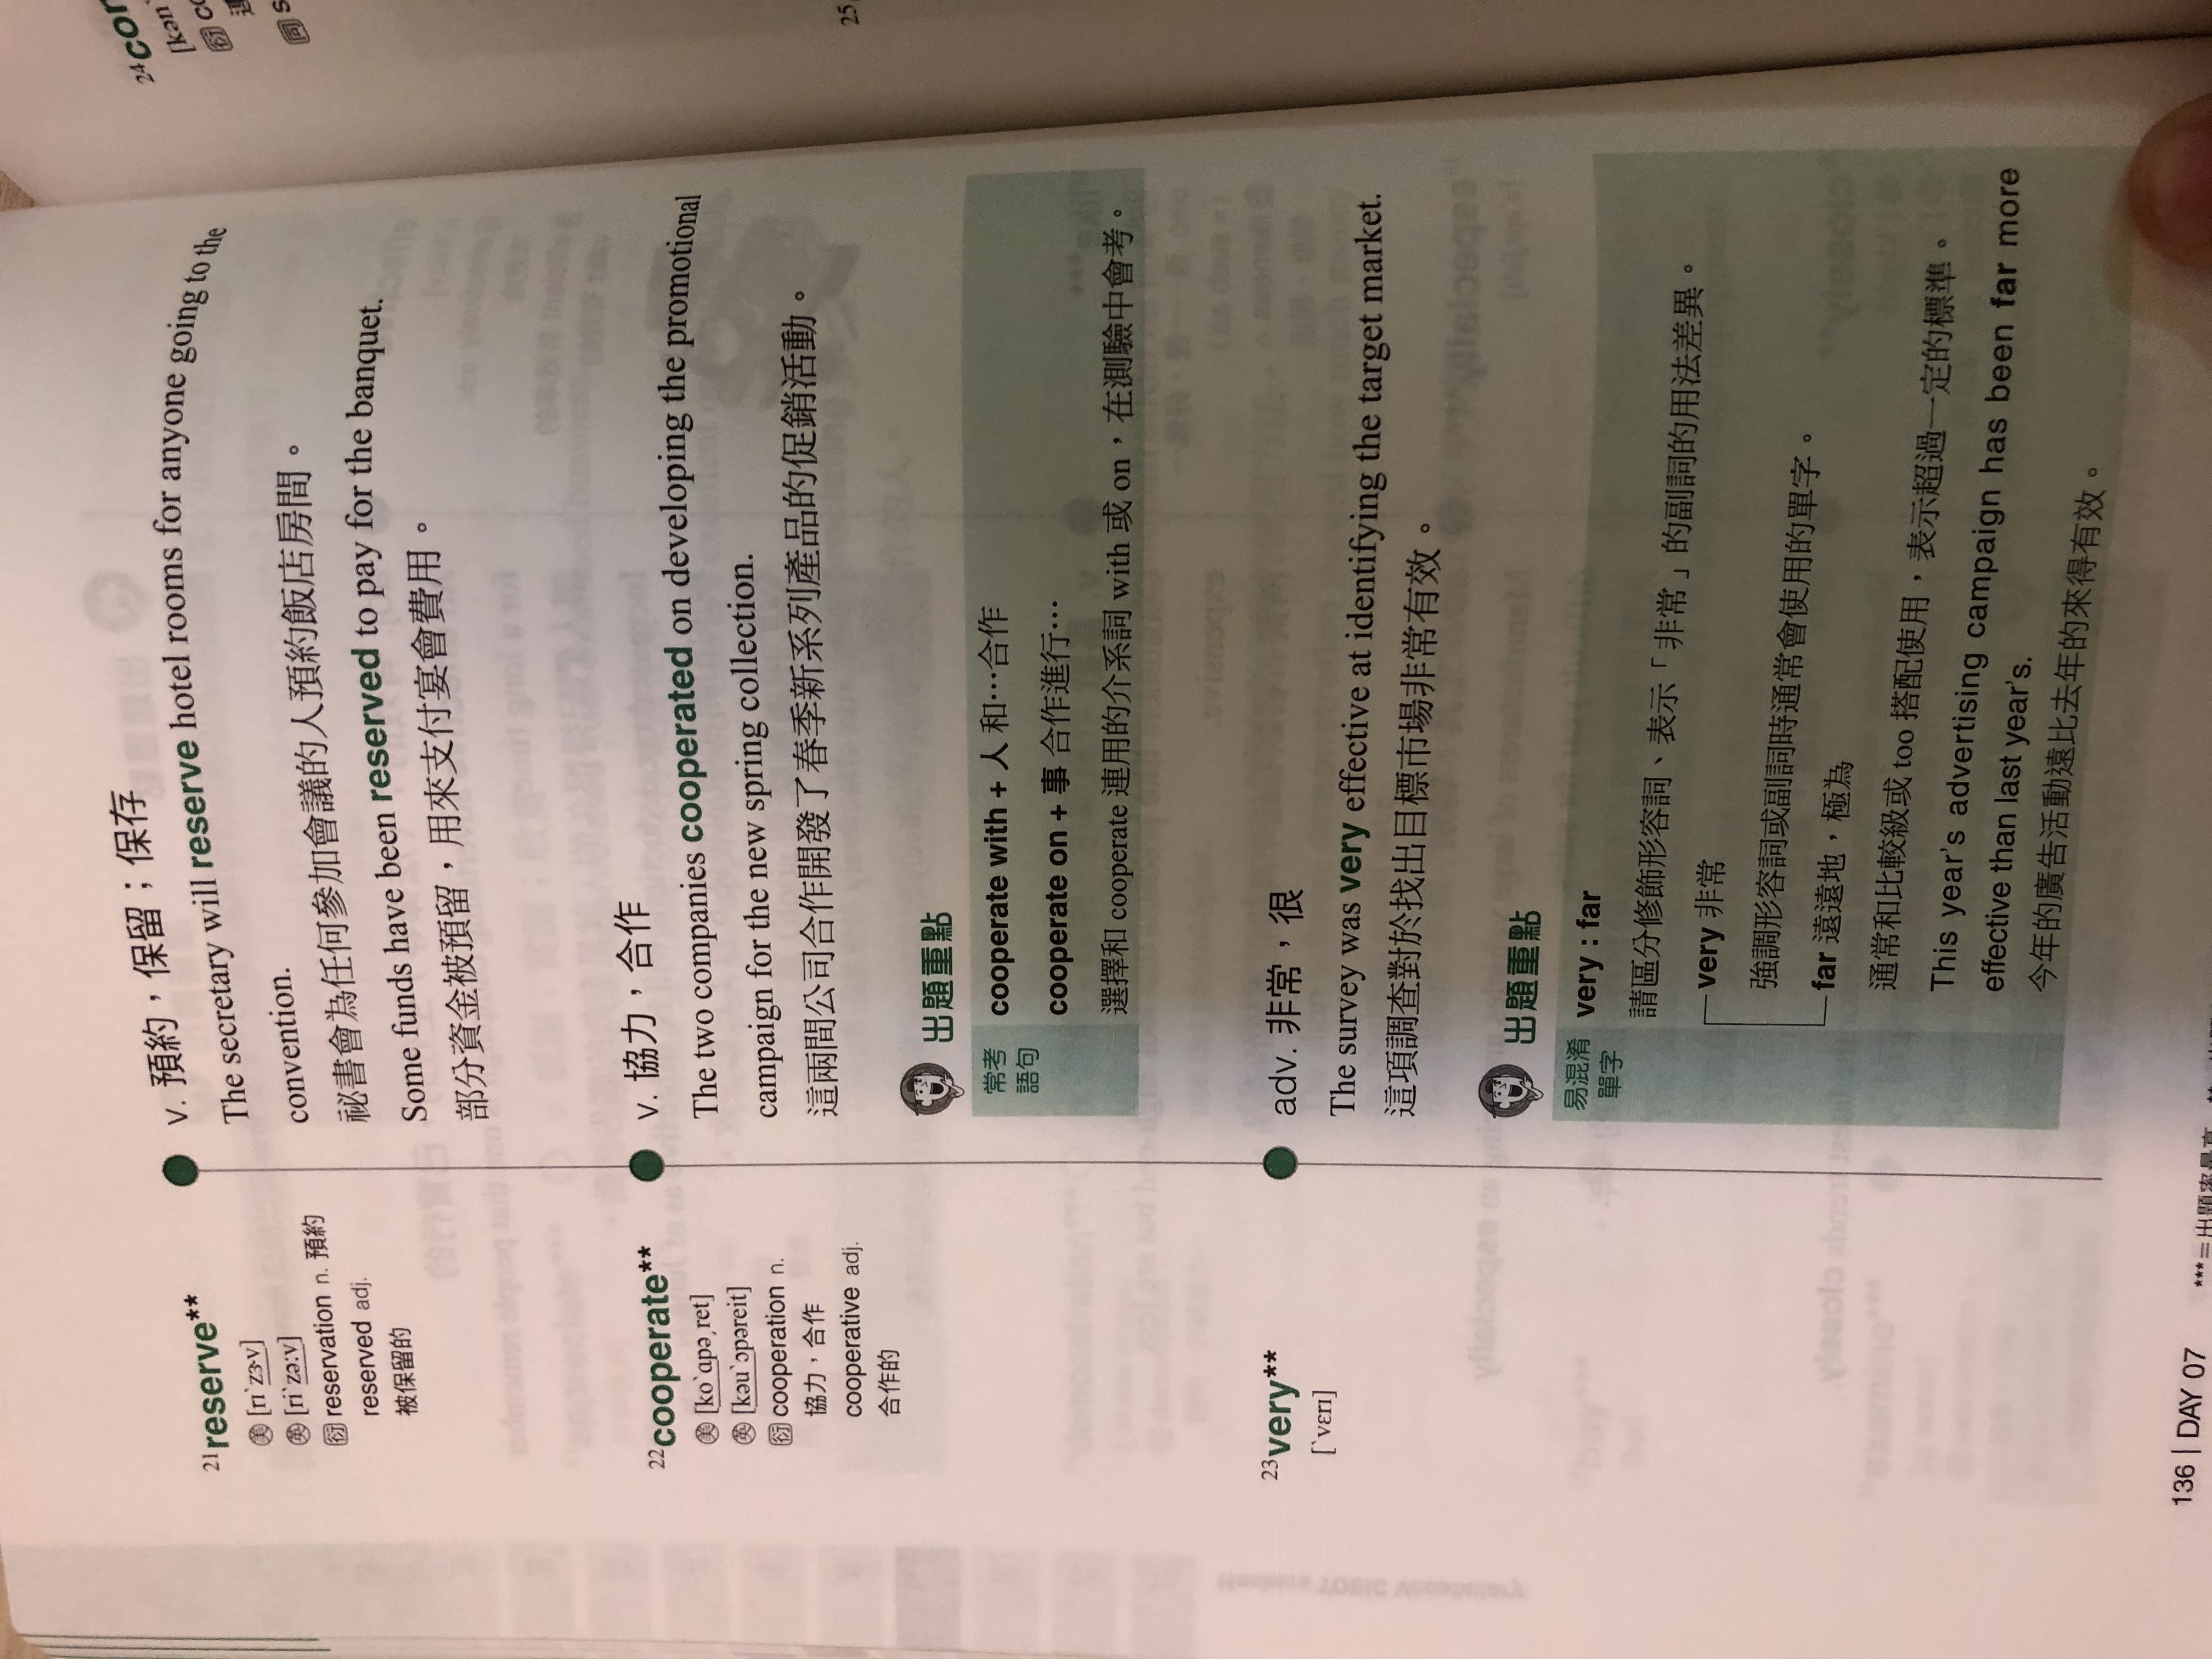 21reserve**
美 [rɪˋzɝv]
英 [riˋzə:v]
衍 reservation n. 預約
reserved adj.
被保留的
v. 預約，保留；保存
The secretary will reserve hotel rooms for anyone going to the
convention.
祕書會為任何參加會議的人預約飯店房間。
Some funds have been reserved to pay for the banquet.
部分資金被預留，用來支付宴會費用。
22cooperate**
美 [koˋɑpəˏret]
英 [kəuˋɔpəreit]
衍 cooperation n.
協力，合作
cooperative adj.
合作的
v. 協力，合作
The two companies cooperated on developing the promotional
campaign for the new spring collection.
這兩間公司合作開發了春季新系列產品的促銷活動。
出題重點
常考
語句
cooperate with + 人 和…合作
cooperate on + 事 合作進行…
選擇和 cooperate 連用的介系詞 with 或 on，在測驗中會考。
23very**
[ˋvɛrɪ]
adv. 非常，很
The survey was very effective at identifying the target market.
這項調查對於找出目標市場非常有效。
出題重點
易混淆
單字
very : far
請區分修飾形容詞、表示「非常」的副詞的用法差異。
very 非常
強調形容詞或副詞時通常會使用的單字。
far 遠遠地，極為
通常和比較級或 too 搭配使用，表示超過一定的標準。
This year's advertising campaign has been far more
effective than last year's.
今年的廣告活動遠比去年的來得有效。
136 | DAY 07
***＝出題率最高
24
[kən
衍
同
25